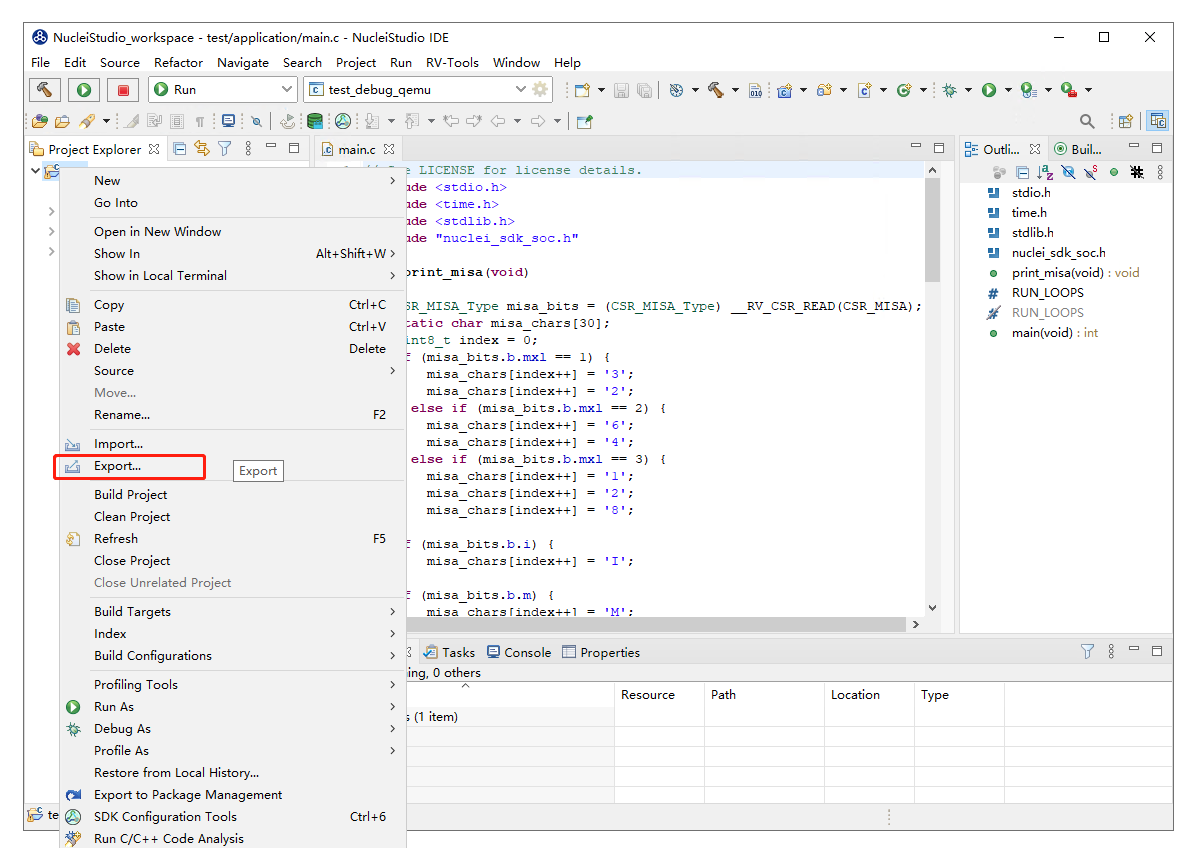 NucleiStudio_workspace - test/application/main.c - NucleiStudio IDE
File Edit Source Refactor Navigate Search Project Run RV-Tools Window Help
Run test_debug_qemu
Project Explorer
main.c
Outli...
Buil...
New
Go Into
Open in New Window
Show In Alt+Shift+W
Show in Local Terminal
Copy Ctrl+C
Paste Ctrl+V
Delete Delete
Source
Move...
Rename... F2
Import...
Export...
Export
Build Project
Clean Project
Refresh F5
Close Project
Close Unrelated Project
Build Targets
Index
Build Configurations
Profiling Tools
Run As
Debug As
Profile As
Restore from Local History...
Export to Package Management
SDK Configuration Tools Ctrl+6
Run C/C++ Code Analysis
LICENSE for license details.
<stdio.h>
<time.h>
<stdlib.h>
"nuclei_sdk_soc.h"
print_misa(void)
CSR_MISA_Type misa_bits = (CSR_MISA_Type) __RV_CSR_READ(CSR_MISA);
static char misa_chars[30];
index = 0;
(misa_bits.b.mxl == 1) {
misa_chars[index++] = '3';
misa_chars[index++] = '2';
else if (misa_bits.b.mxl == 2) {
misa_chars[index++] = '6';
misa_chars[index++] = '4';
else if (misa_bits.b.mxl == 3) {
misa_chars[index++] = '1';
misa_chars[index++] = '2';
misa_chars[index++] = '8';
(misa_bits.b.i) {
misa_chars[index++] = 'I';
(misa_bits.b.m) {
misa_chars[index++] = 'M';
stdio.h
time.h
stdlib.h
nuclei_sdk_soc.h
print_misa(void) : void
RUN_LOOPS
RUN_LOOPS
main(void) : int
Tasks Console Properties
0 others
Resource Path Location Type
(1 item)
te